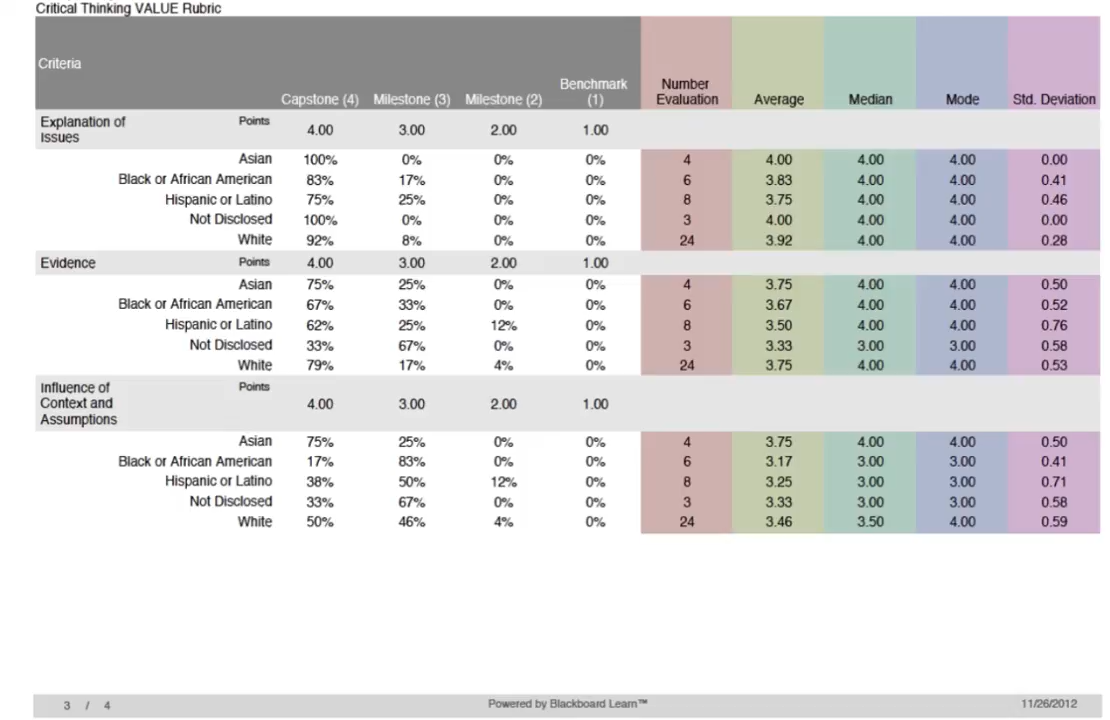 Critical Thinking VALUE Rubric
Criteria Capstone (4) Milestone (3) Milestone (2) Benchmark (1) Number Evaluation Average Median Mode Std. Deviation
Explanation of Issues Points 4.00 3.00 2.00 1.00
Asian 100% 0% 0% 0% 4 4.00 4.00 4.00 0.00
Black or African American 83% 17% 0% 0% 6 3.83 4.00 4.00 0.41
Hispanic or Latino 75% 25% 0% 0% 8 3.75 4.00 4.00 0.46
Not Disclosed 100% 0% 0% 0% 3 4.00 4.00 4.00 0.00
White 92% 8% 0% 0% 24 3.92 4.00 4.00 0.28
Evidence Points 4.00 3.00 2.00 1.00
Asian 75% 25% 0% 0% 4 3.75 4.00 4.00 0.50
Black or African American 67% 33% 0% 0% 6 3.67 4.00 4.00 0.52
Hispanic or Latino 62% 25% 12% 0% 8 3.50 4.00 4.00 0.76
Not Disclosed 33% 67% 0% 0% 3 3.33 3.00 3.00 0.58
White 79% 17% 4% 0% 24 3.75 4.00 4.00 0.53
Influence of Context and Assumptions Points 4.00 3.00 2.00 1.00
Asian 75% 25% 0% 0% 4 3.75 4.00 4.00 0.50
Black or African American 17% 83% 0% 0% 6 3.17 3.00 3.00 0.41
Hispanic or Latino 38% 50% 12% 0% 8 3.25 3.00 3.00 0.71
Not Disclosed 33% 67% 0% 0% 3 3.33 3.00 3.00 0.58
White 50% 46% 4% 0% 24 3.46 3.50 4.00 0.59
3 / 4 Powered by Blackboard Learn™ 11/26/2012